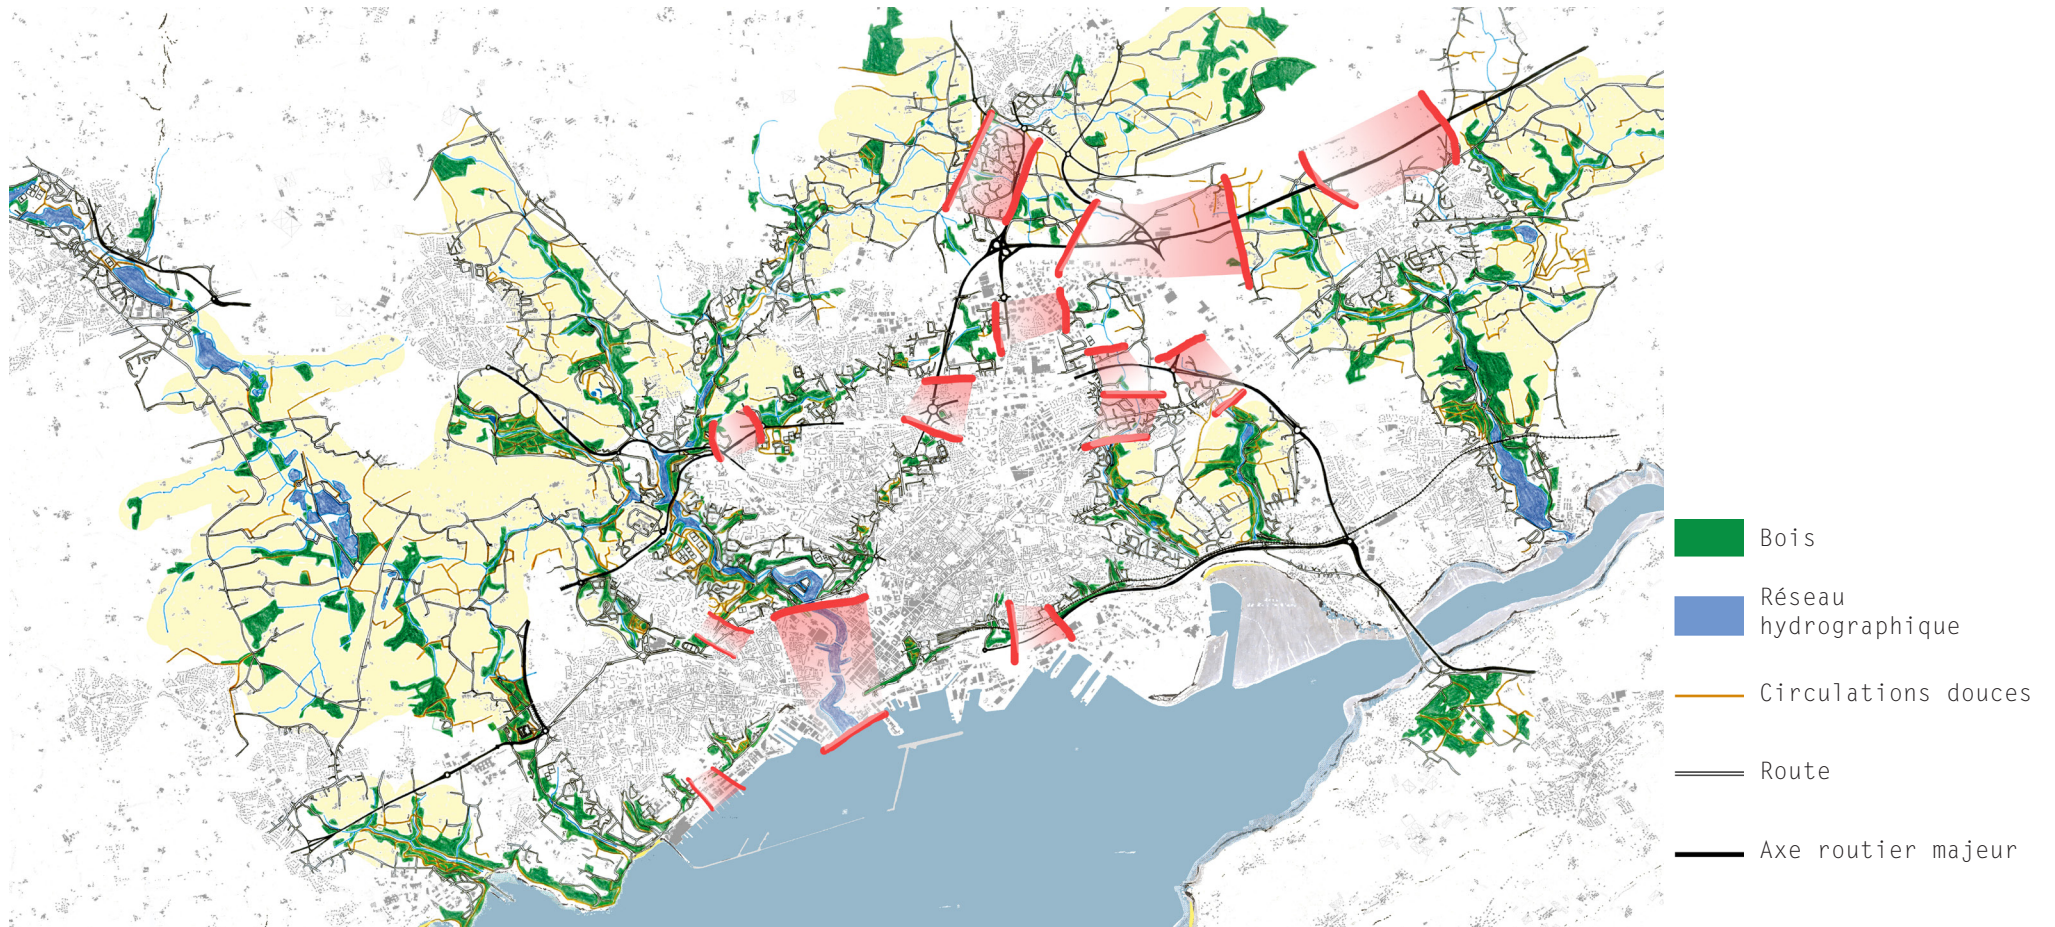 Bois
Réseau
hydrographique
Circulations douces
Route
Axe routier majeur